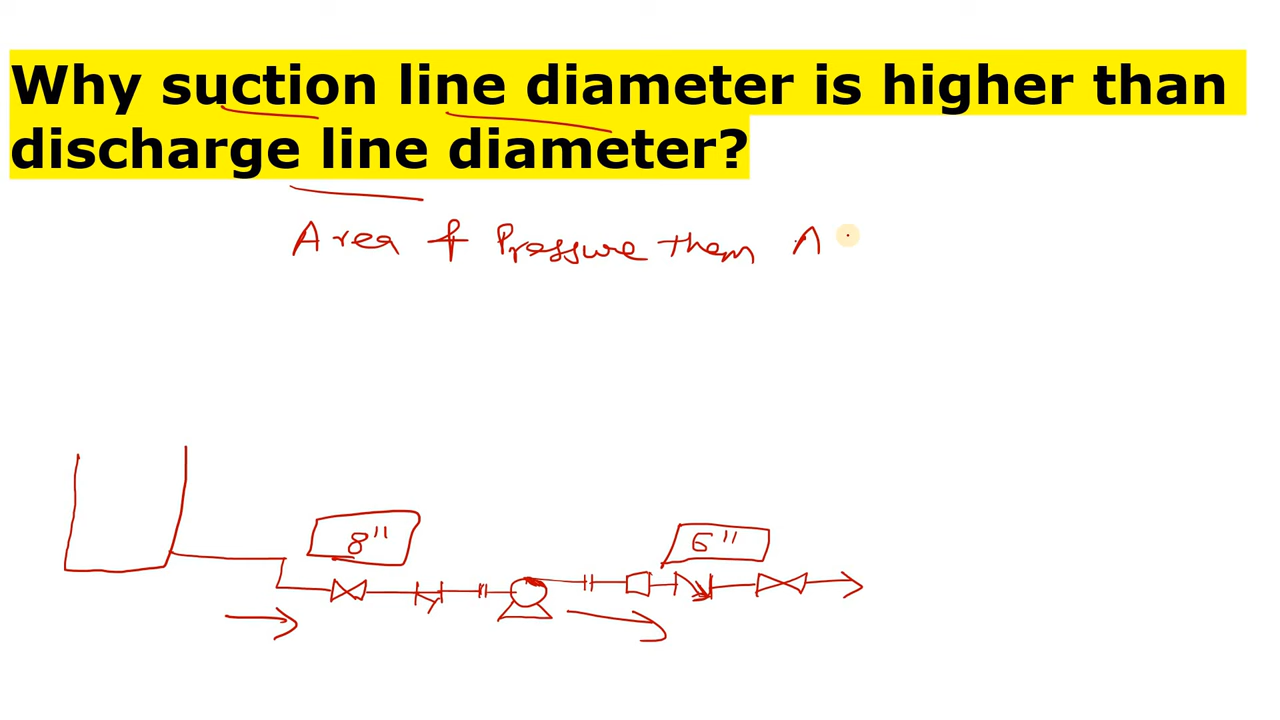 Why suction line diameter is higher than
discharge line diameter?
Area & Pressure them A
8"
6"